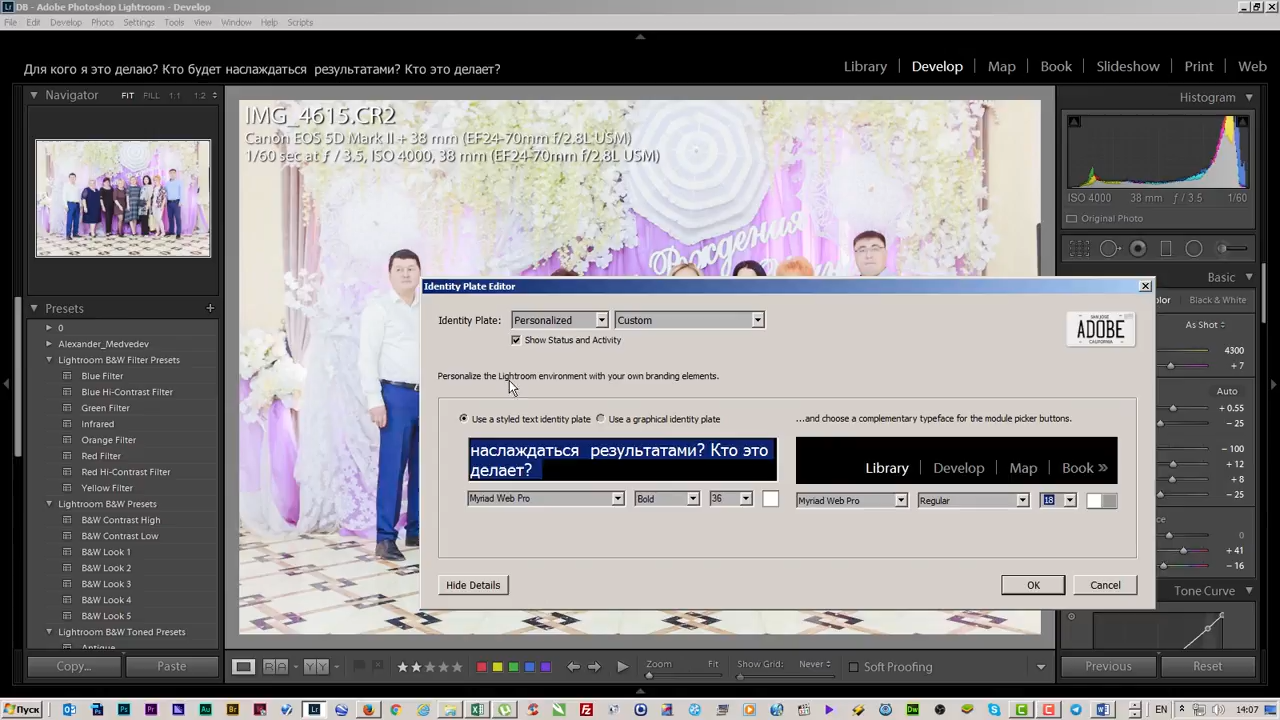 DB - Adobe Photoshop Lightroom - Develop
File Edit Develop Photo Settings Tools View Window Help Scripts
Для кого я это делаю? Кто будет наслаждаться результатами? Кто это делает?
Library Develop Map Book Slideshow Print Web
Navigator FIT FILL 1:1 1:2
Histogram
IMG_4615.CR2
Canon EOS 5D Mark II + 38 mm (EF24-70mm f/2.8L USM)
1/60 sec at ƒ / 3.5, ISO 4000, 38 mm (EF24-70mm f/2.8L USM)
ISO 4000 38 mm ƒ / 3.5 1/60
Original Photo
Рождения
Basic
Color Black & White
As Shot
4300
+ 7
Auto
+ 0.55
- 25
- 100
+ 12
+ 8
- 25
0
+ 41
- 16
Tone Curve
Presets
0
Alexander_Medvedev
Lightroom B&W Filter Presets
Blue Filter
Blue Hi-Contrast Filter
Green Filter
Infrared
Orange Filter
Red Filter
Red Hi-Contrast Filter
Yellow Filter
Lightroom B&W Presets
B&W Contrast High
B&W Contrast Low
B&W Look 1
B&W Look 2
B&W Look 3
B&W Look 4
B&W Look 5
Lightroom B&W Toned Presets
Identity Plate Editor
Identity Plate: Personalized Custom
Show Status and Activity
ADOBE
CALIFORNIA
Personalize the Lightroom environment with your own branding elements.
Use a styled text identity plate Use a graphical identity plate
...and choose a complementary typeface for the module picker buttons.
наслаждаться результатами? Кто это
делает?
Library Develop Map Book
Myriad Web Pro Bold 36
Myriad Web Pro Regular 18
Hide Details OK Cancel
Copy... Paste
Zoom Fit Show Grid: Never Soft Proofing
Previous Reset
Пуск
EN 14:07